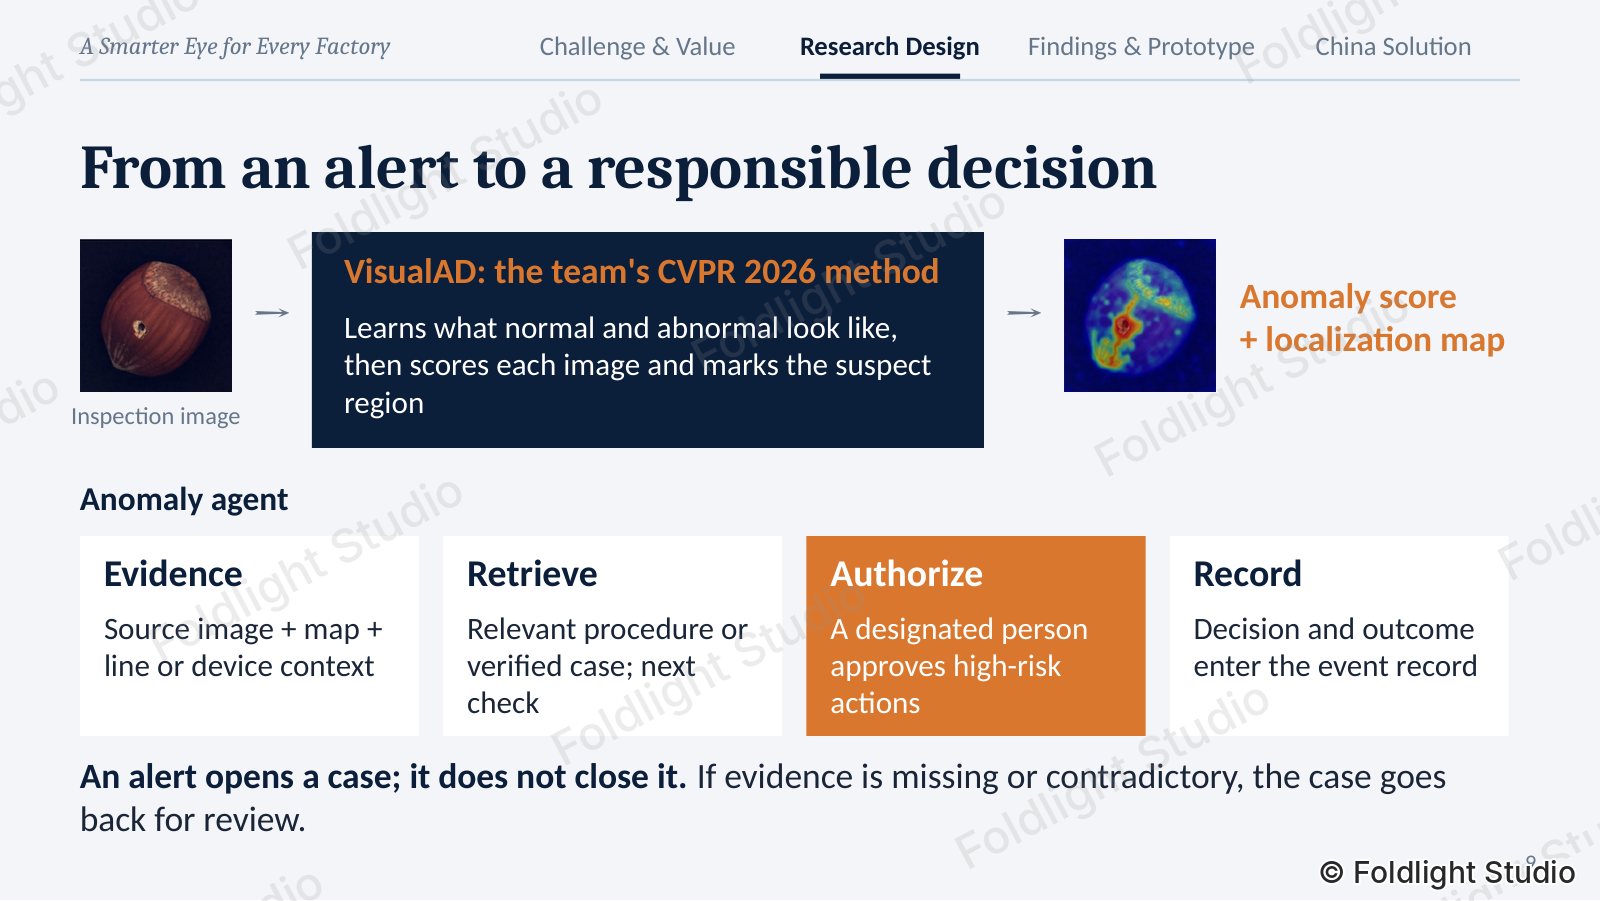 A Smarter Eye for Every Factory
Challenge & Value
Research Design
Findings & Prototype
China Solution
From an alert to a responsible decision
Inspection image
→
VisualAD: the team's CVPR 2026 method
Learns what normal and abnormal look like,
then scores each image and marks the suspect
region
→
Anomaly score
+ localization map
Anomaly agent
Evidence
Source image + map +
line or device context
Retrieve
Relevant procedure or
verified case; next
check
Authorize
A designated person
approves high-risk
actions
Record
Decision and outcome
enter the event record
An alert opens a case; it does not close it. If evidence is missing or contradictory, the case goes
back for review.
9
© Foldlight Studio
Foldlight Studio